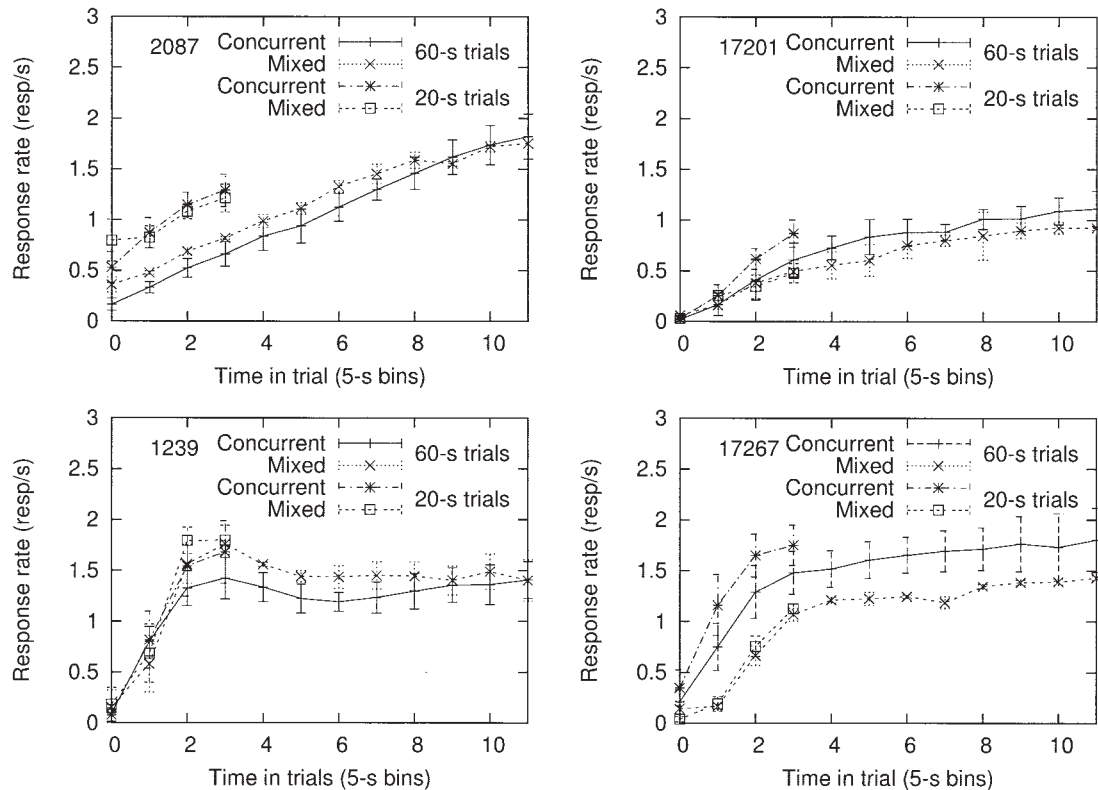 3
2.5
2
1.5
1
0.5
0
Response rate (resp/s)
2087
Concurrent
Mixed
60-s trials
Concurrent
Mixed
20-s trials
0 2 4 6 8 10
Time in trial (5-s bins)
3
2.5
2
1.5
1
0.5
0
Response rate (resp/s)
17201
Concurrent
Mixed
60-s trials
Concurrent
Mixed
20-s trials
0 2 4 6 8 10
Time in trial (5-s bins)
3
2.5
2
1.5
1
0.5
0
Response rate (resp/s)
1239
Concurrent
Mixed
60-s trials
Concurrent
Mixed
20-s trials
0 2 4 6 8 10
Time in trials (5-s bins)
3
2.5
2
1.5
1
0.5
0
Response rate (resp/s)
17267
Concurrent
Mixed
60-s trials
Concurrent
Mixed
20-s trials
0 2 4 6 8 10
Time in trial (5-s bins)